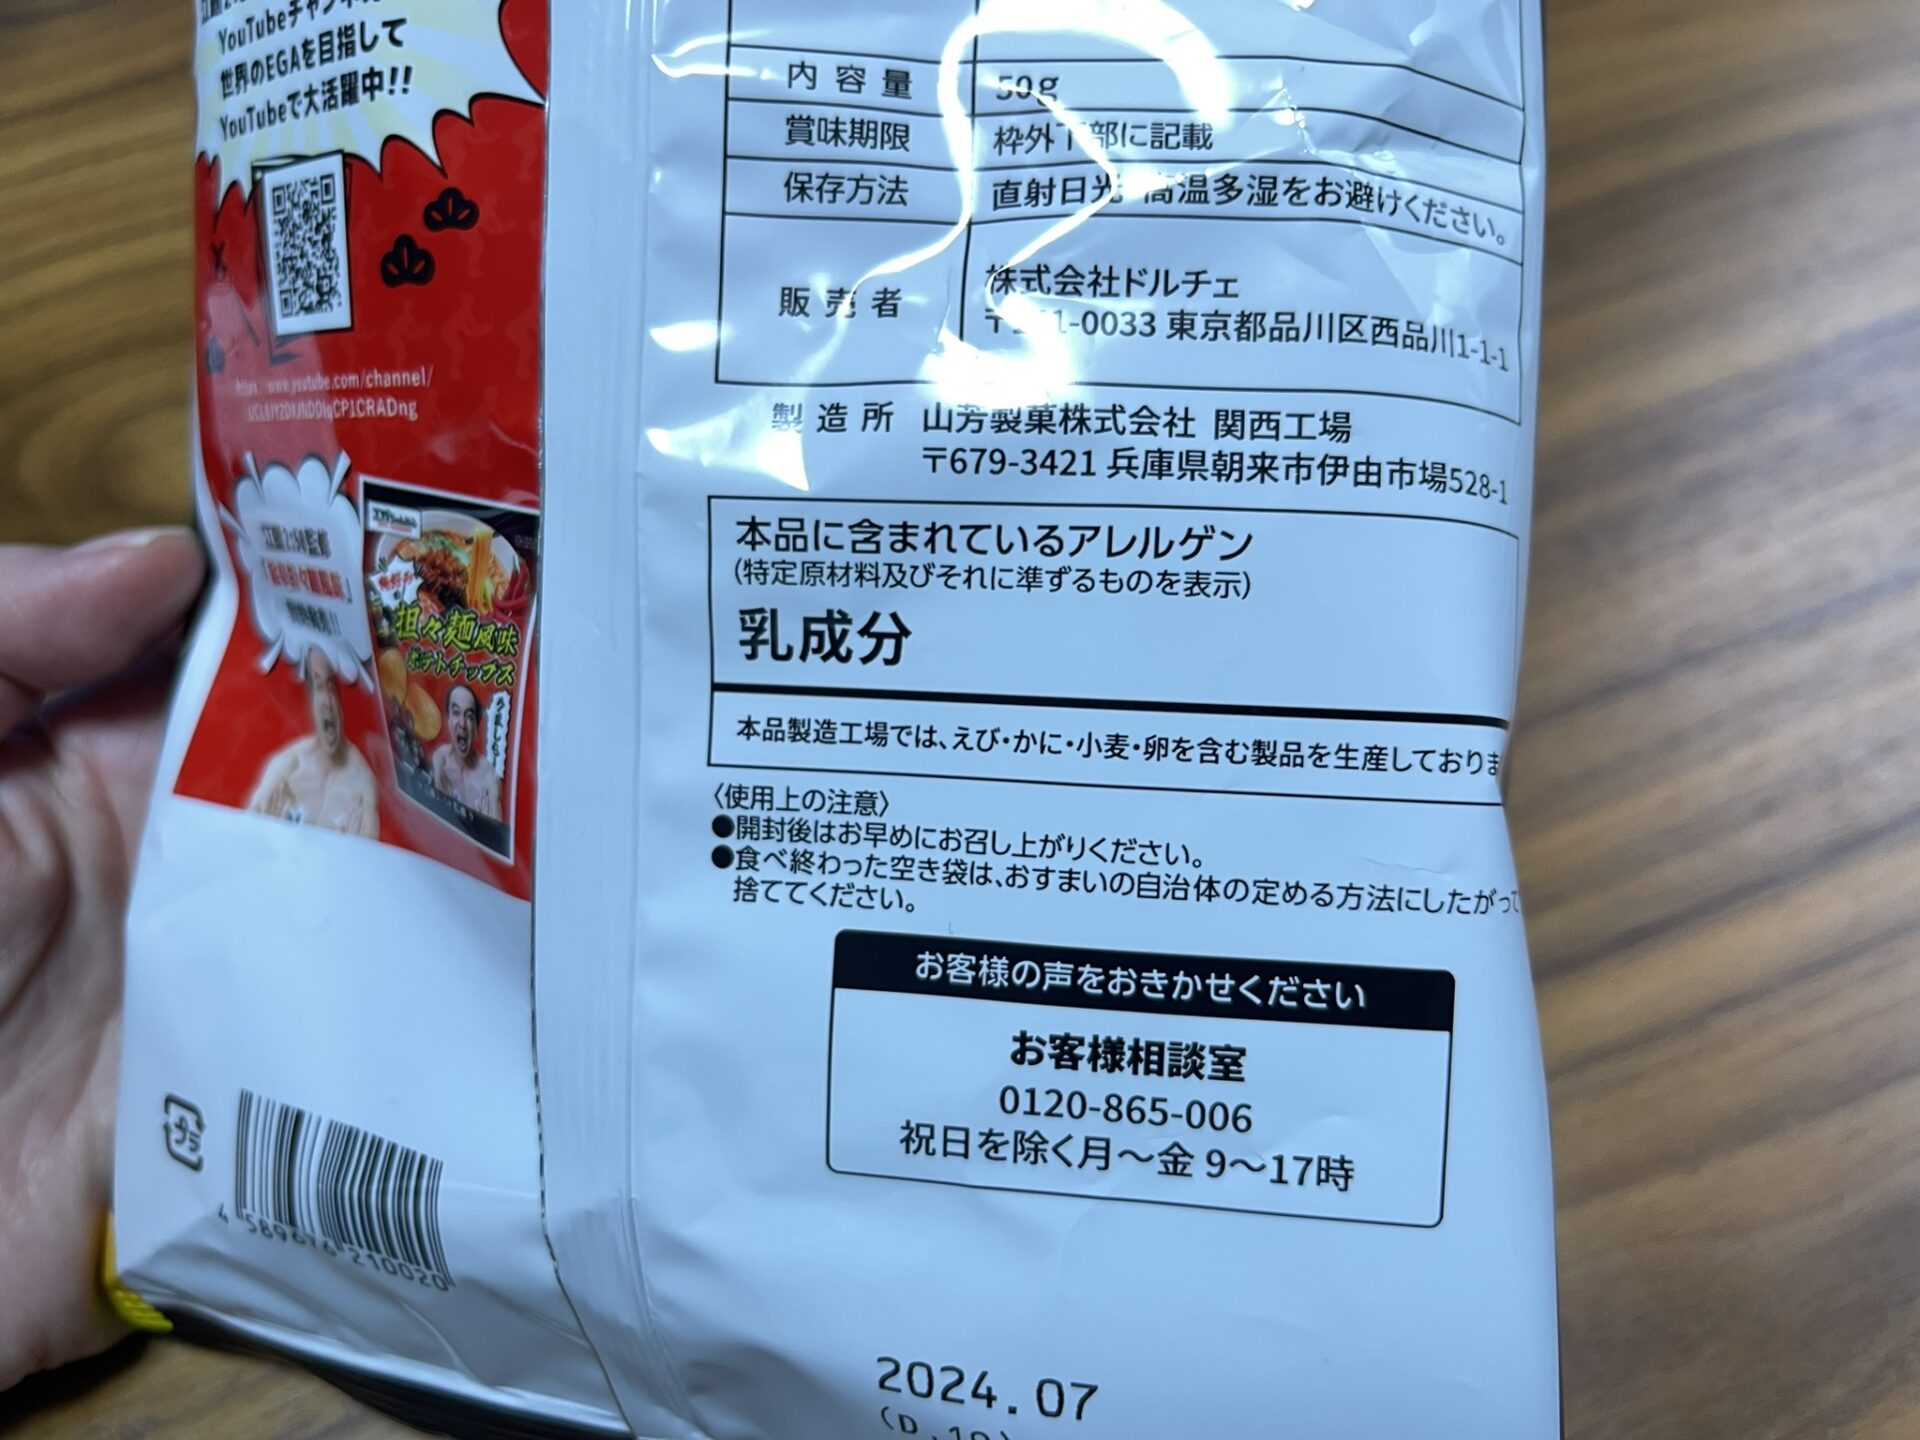 YouTubeチャンネル
世界のEGAを目指して
YouTubeで大活躍中!!
youtube.com/channel/
担々麺風味
ポテトチップス
4 589676 210020
内容量 50g
賞味期限 枠外下部に記載
保存方法 直射日光 高温多湿をお避けください。
販売者 株式会社ドルチェ
〒141-0033 東京都品川区西品川1-1-1
製造所 山芳製菓株式会社 関西工場
〒679-3421 兵庫県朝来市伊由市場528-1
本品に含まれているアレルゲン
(特定原材料及びそれに準ずるものを表示)
乳成分
本品製造工場では、えび・かに・小麦・卵を含む製品を生産しておりま
〈使用上の注意〉
●開封後はお早めにお召し上がりください。
●食べ終わった空き袋は、おすまいの自治体の定める方法にしたがって
捨ててください。
お客様の声をおきかせください
お客様相談室
0120-865-006
祝日を除く月〜金 9〜17時
2024.07